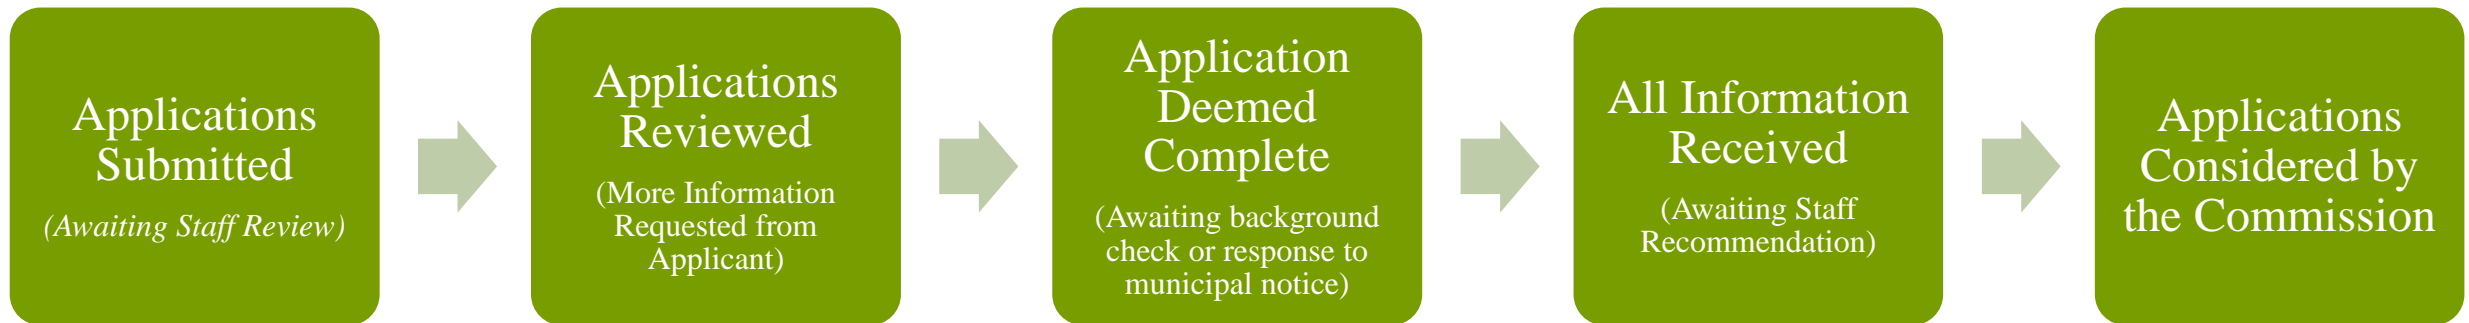 Applications
Submitted
(Awaiting Staff Review)
Applications
Reviewed
(More Information
Requested from
Applicant)
Application
Deemed
Complete
(Awaiting background
check or response to
municipal notice)
All Information
Received
(Awaiting Staff
Recommendation)
Applications
Considered by
the Commission